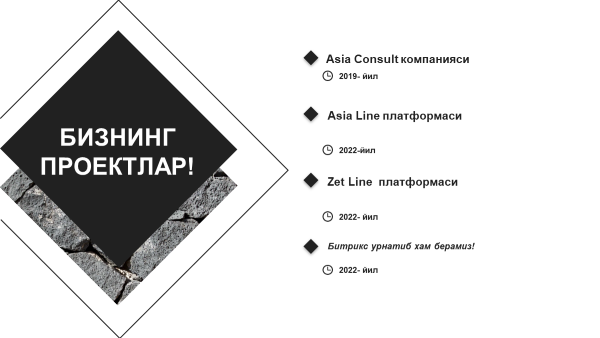 БИЗНИНГ
ПРОЕКТЛАР!
Asia Consult компанияси
2019- йил
Asia Line платформаси
2022-йил
Zet Line платформаси
2022- йил
Битрикс урнатиб хам берамиз!
2022- йил